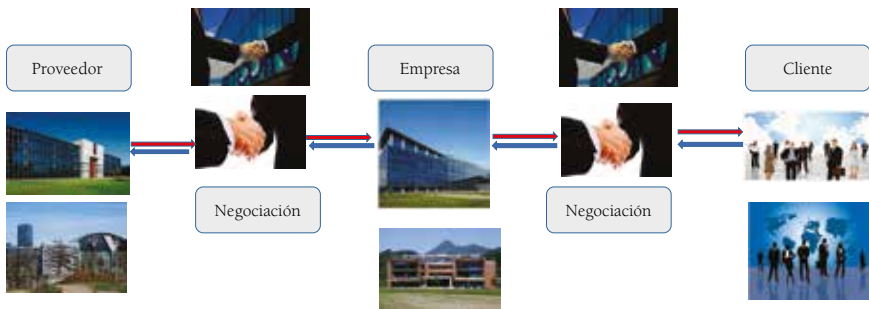 Proveedor
Empresa
Cliente
Negociación
Negociación